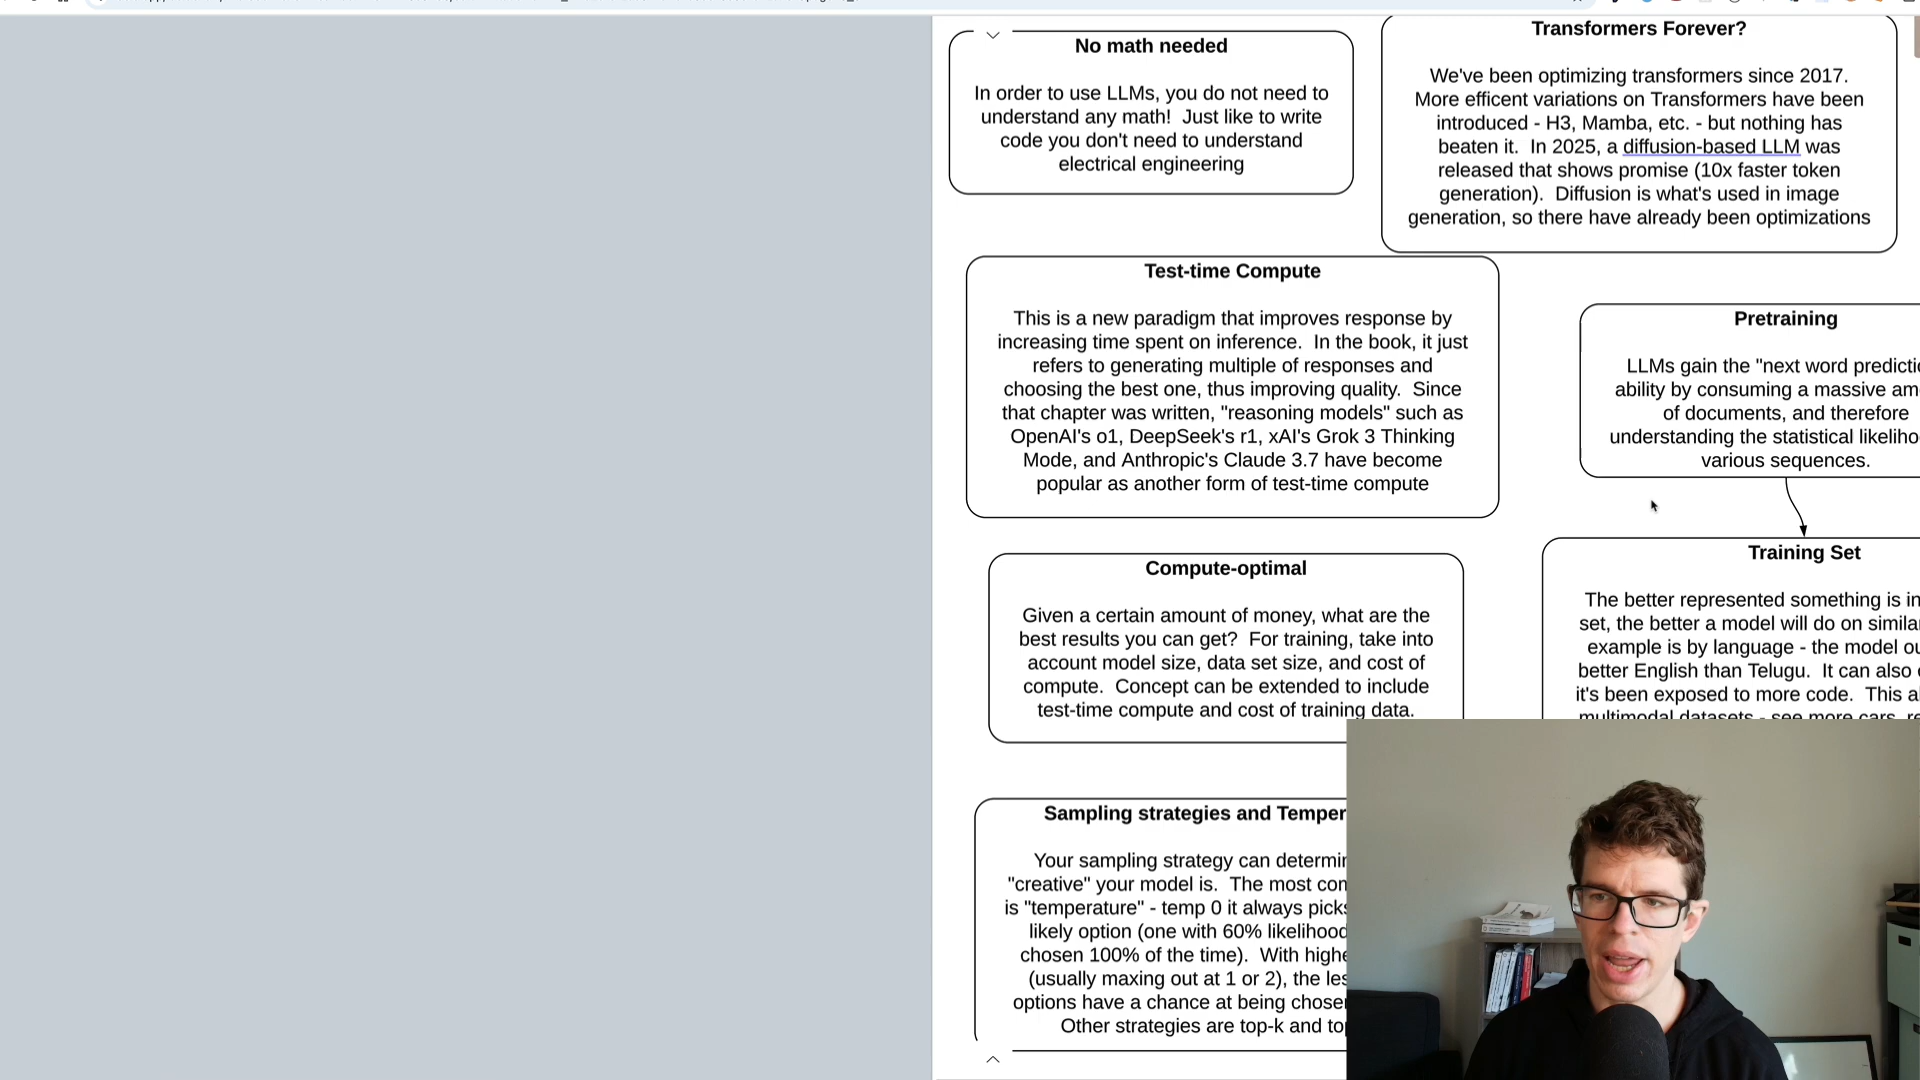 No math needed
In order to use LLMs, you do not need to
understand any math!  Just like to write
code you don't need to understand
electrical engineering
Transformers Forever?
We've been optimizing transformers since 2017.
More efficent variations on Transformers have been
introduced - H3, Mamba, etc. - but nothing has
beaten it.  In 2025, a diffusion-based LLM was
released that shows promise (10x faster token
generation).  Diffusion is what's used in image
generation, so there have already been optimizations
Test-time Compute
This is a new paradigm that improves response by
increasing time spent on inference.  In the book, it just
refers to generating multiple of responses and
choosing the best one, thus improving quality.  Since
that chapter was written, "reasoning models" such as
OpenAI's o1, DeepSeek's r1, xAI's Grok 3 Thinking
Mode, and Anthropic's Claude 3.7 have become
popular as another form of test-time compute
Pretraining
LLMs gain the "next word
ability by consuming a massive
of documents, and therefore
understanding the statistical
various sequences.
Compute-optimal
Given a certain amount of money, what are the
best results you can get?  For training, take into
account model size, data set size, and cost of
compute.  Concept can be extended to include
test-time compute and cost of training data.
Training Set
The better represented something is in
set, the better a model will do on
example is by language - the model
better English than Telugu.  It can also
it's been exposed to more code.  This
multimodal datasets - see more cars,
Sampling strategies and
Your sampling strategy can
"creative" your model is.  The most
is "temperature" - temp 0 it always
likely option (one with 60%
chosen 100% of the time).  With
(usually maxing out at 1 or 2), the
options have a chance at being
Other strategies are top-k and